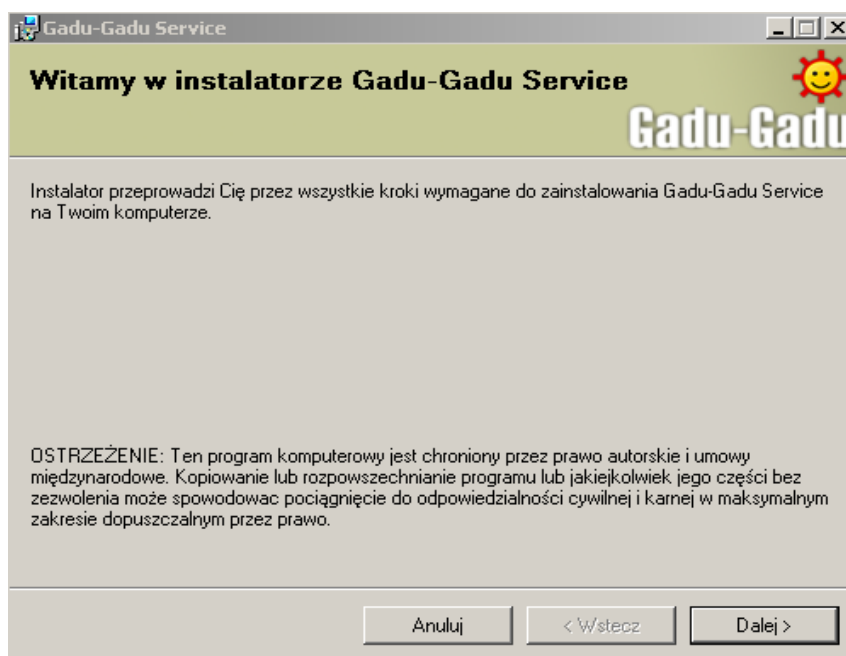 Gadu-Gadu Service
Witamy w instalatorze Gadu-Gadu Service
Gadu-Gadu
Instalator przeprowadzi Cię przez wszystkie kroki wymagane do zainstalowania Gadu-Gadu Service
na Twoim komputerze.
OSTRZEŻENIE: Ten program komputerowy jest chroniony przez prawo autorskie i umowy
międzynarodowe. Kopiowanie lub rozpowszechnianie programu lub jakiejkolwiek jego części bez
zezwolenia może spowodowac pociągnięcie do odpowiedzialności cywilnej i karnej w maksymalnym
zakresie dopuszczalnym przez prawo.
Anuluj
< Wstecz
Dalej >